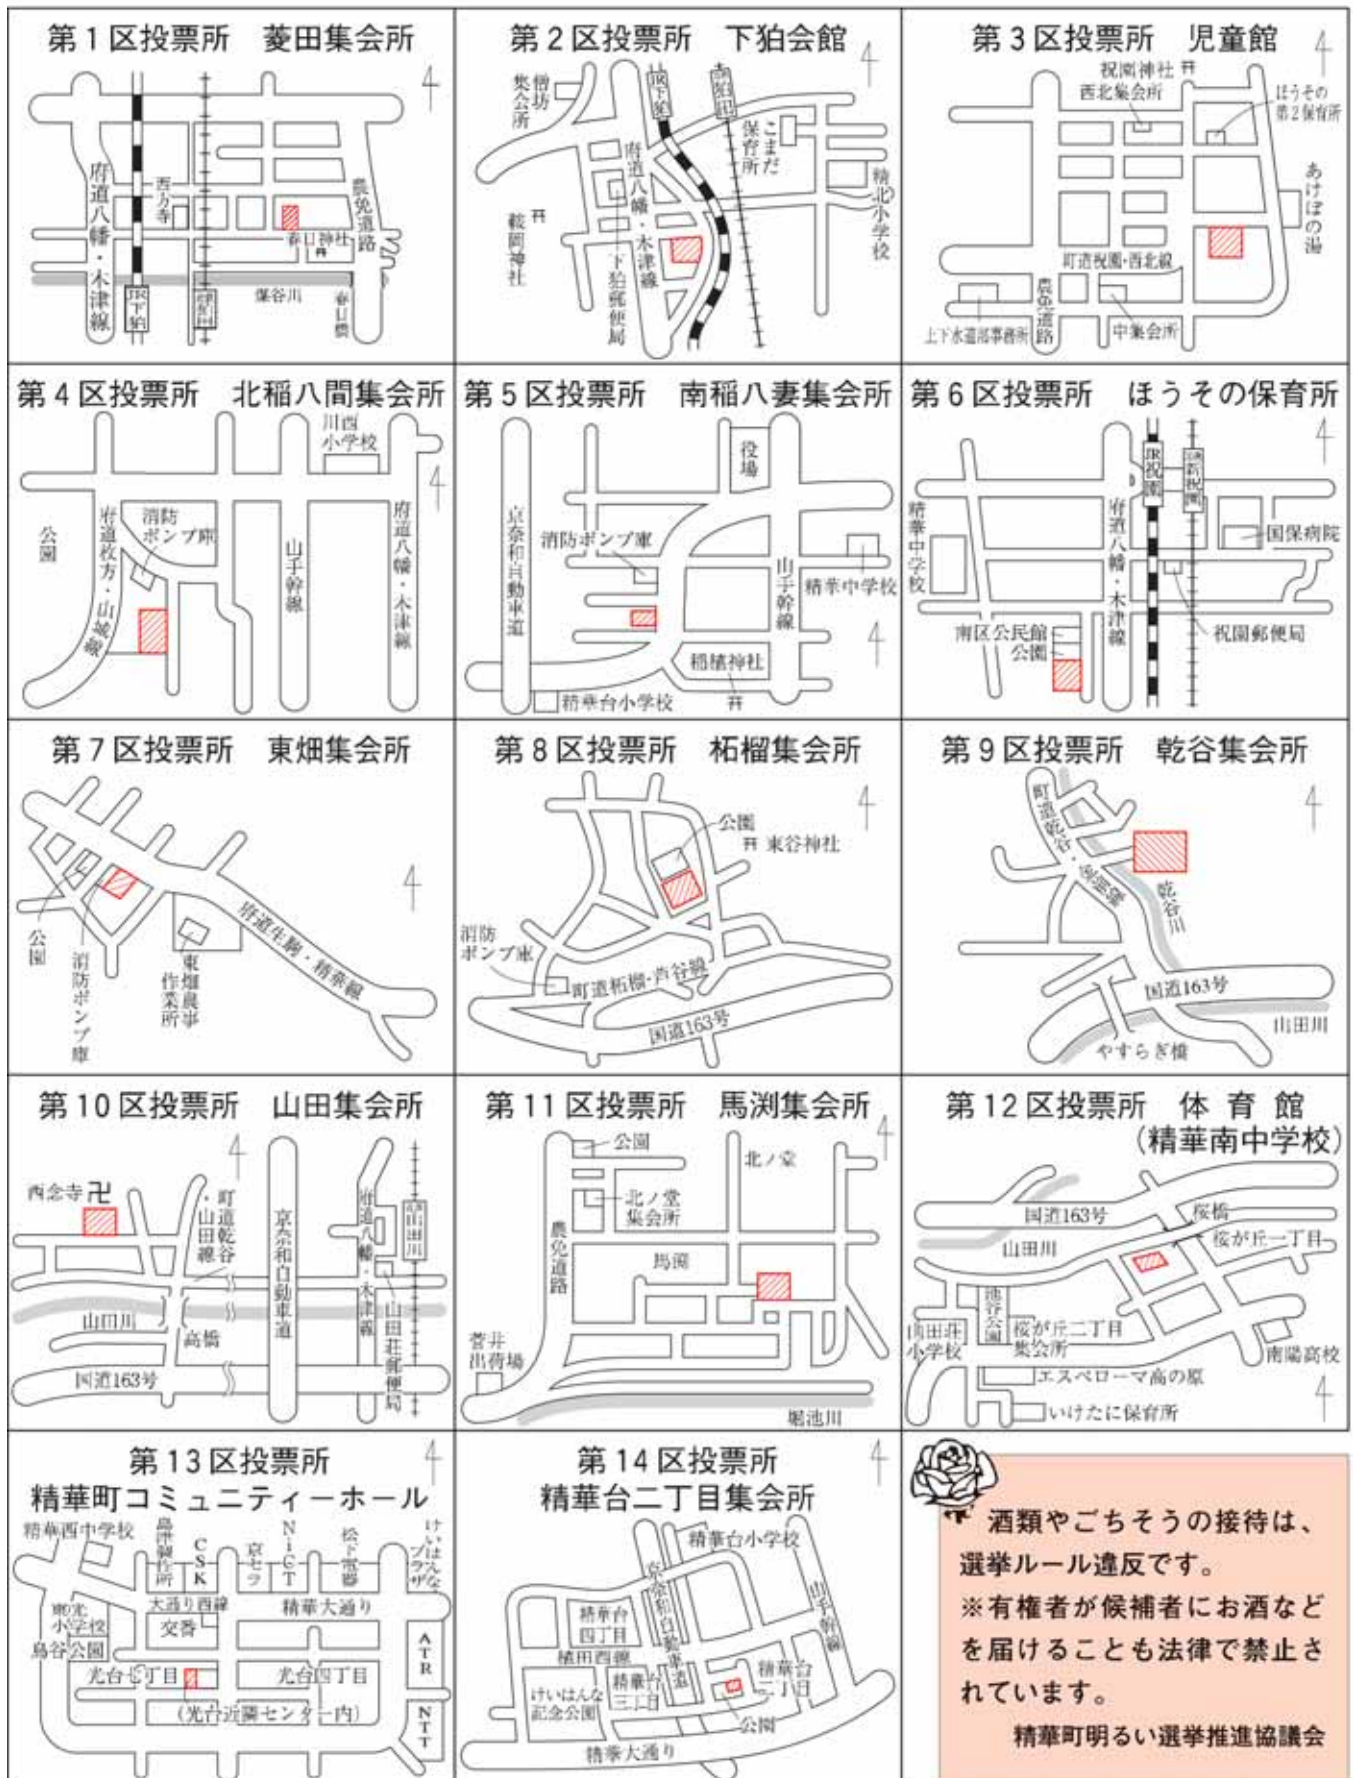 第1区投票所　菱田集会所
府道八幡・木津線
西方寺
農免道路
春日神社
煤谷川
春日橋
JR下狛
第2区投票所　下狛会館
僧坊集会所
JR下狛
こまだ保育所
府道八幡・木津線
精北小学校
鞍岡神社
下狛郵便局
第3区投票所　児童館
祝園神社
西北集会所
ほうその
第2保育所
あけぼの湯
町道祝園・西北線
農免道路
上下水道部事務所
中集会所
第4区投票所　北稲八間集会所
川西
小学校
公園
消防
ポンプ庫
山手幹線
府道八幡・木津線
第5区投票所　南稲八妻集会所
役場
京奈和自動車道
消防ポンプ庫
山手幹線
精華中学校
稲植神社
精華台小学校
第6区投票所　ほうその保育所
JR祝園
新祝園
精華中学校
府道八幡・木津線
国保病院
南区公民館
公園
祝園郵便局
第7区投票所　東畑集会所
府道生駒・精華線
公園
消防ポンプ庫
東畑農事作業所
第8区投票所　柘榴集会所
公園
東谷神社
消防
ポンプ庫
町道柘榴・芦谷線
国道163号
第9区投票所　乾谷集会所
乾谷川
国道163号
山田川
やすらぎ橋
第10区投票所　山田集会所
西念寺
町道乾谷・山田線
京奈和自動車道
府道八幡・木津線
山田川
山田川
高橋
山田荘郵便局
国道163号
第11区投票所　馬渕集会所
公園
北ノ堂
北ノ堂
集会所
農免道路
馬渕
菅井
出荷場
堀池川
第12区投票所　体育館
(精華南中学校)
国道163号
桜橋
山田川
桜が丘一丁目
池谷公園
山田荘
小学校
桜が丘二丁目
集会所
南陽高校
エスペローマ高の原
いけたに保育所
第13区投票所
精華町コミュニティーホール
精華西中学校
島津製作所
CSK
京セラ
NiCT
松下電器
けいはんなプラザ
大通り西線
精華大通り
東光
小学校
交番
鳥谷公園
ATR
光台七丁目
光台四丁目
(光台近隣センター内)
NTT
第14区投票所
精華台二丁目集会所
精華台小学校
京奈和自動車道
山手幹線
精華台
四丁目
植田西線
精華台
三丁目
精華台
二丁目
けいはんな
記念公園
公園
精華大通り
酒類やごちそうの接待は、
選挙ルール違反です。
※有権者が候補者にお酒など
を届けることも法律で禁止さ
れています。
精華町明るい選挙推進協議会